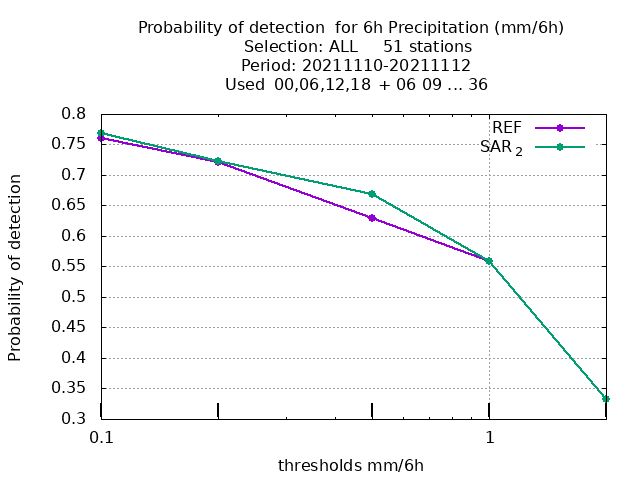 Probability of detection  for 6h Precipitation (mm/6h)
Selection: ALL     51 stations
Period: 20211110-20211112
Used  00,06,12,18  + 06 09 ... 36
REF
SAR 2
0.8
0.75
0.7
0.65
0.6
0.55
0.5
0.45
0.4
0.35
0.3
Probability of detection
0.1
1
thresholds mm/6h